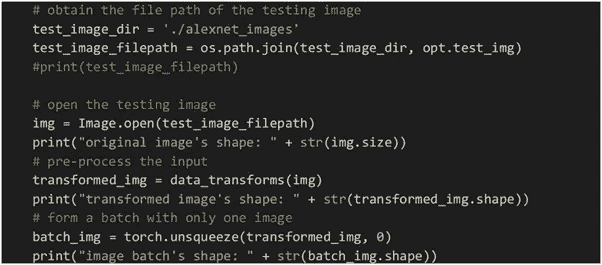 # obtain the file path of the testing image
test_image_dir = './alexnet_images'
test_image_filepath = os.path.join(test_image_dir, opt.test_img)
#print(test_image_filepath)
# open the testing image
img = Image.open(test_image_filepath)
print("original image's shape: " + str(img.size))
# pre-process the input
transformed_img = data_transforms(img)
print("transformed image's shape: " + str(transformed_img.shape))
# form a batch with only one image
batch_img = torch.unsqueeze(transformed_img, 0)
print("image batch's shape: " + str(batch_img.shape))